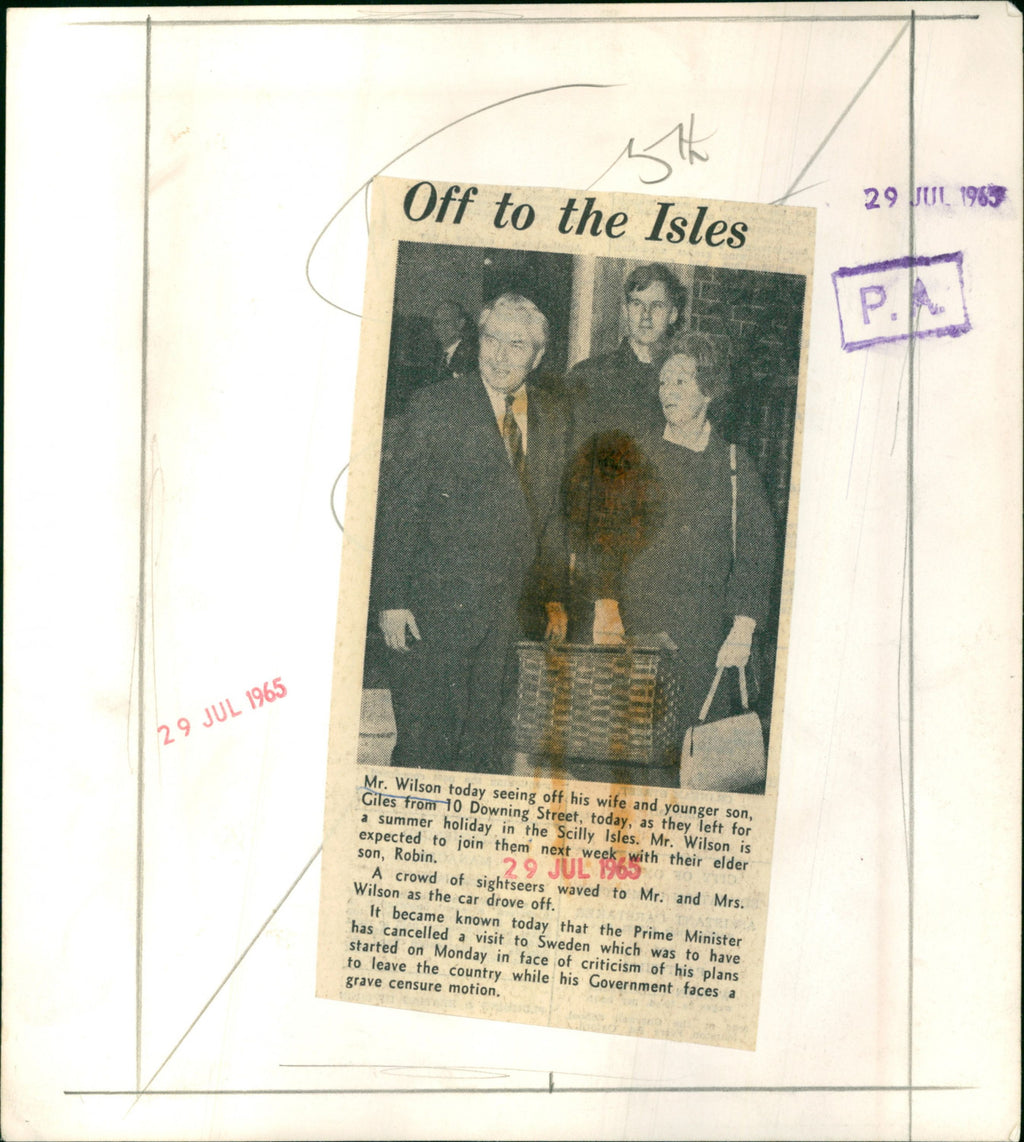 5th
29 JUL 1965
P. A.
Off to the Isles
29 JUL 1965
Mr. Wilson today seeing off his wife and younger son,
Giles from 10 Downing Street, today, as they left for
a summer holiday in the Scilly Isles. Mr. Wilson is
expected to join them next week with their elder
son, Robin.
29 JUL 1965
A crowd of sightseers waved to Mr. and Mrs.
Wilson as the car drove off.
It became known today that the Prime Minister
has cancelled a visit to Sweden which was to have
started on Monday in face of criticism of his plans
to leave the country while his Government faces a
grave censure motion.